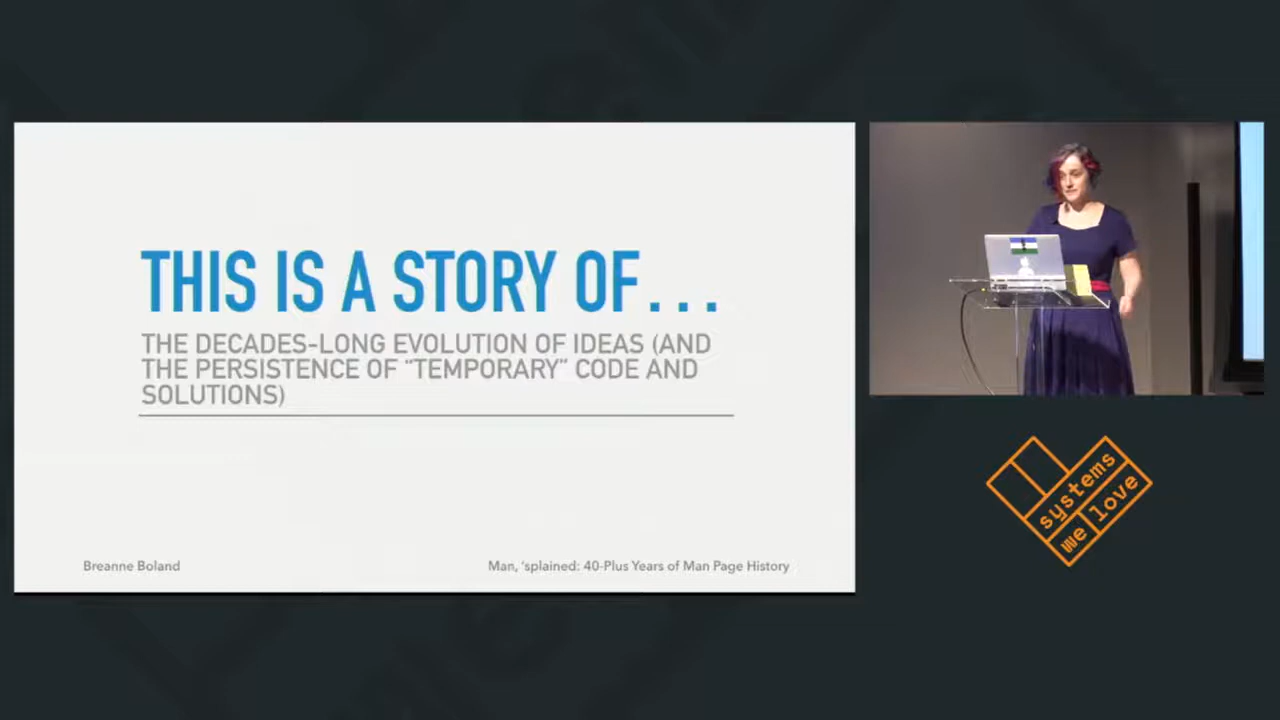 THIS IS A STORY OF...
THE DECADES-LONG EVOLUTION OF IDEAS (AND
THE PERSISTENCE OF “TEMPORARY” CODE AND
SOLUTIONS)
Breanne Boland
Man, ‘splained: 40-Plus Years of Man Page History
systems
we love